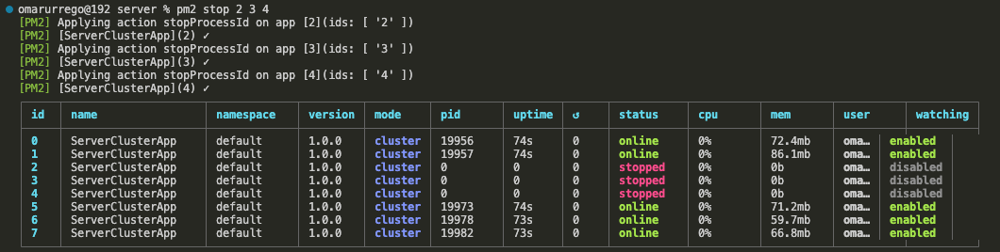 omarurrego@192 server % pm2 stop 2 3 4
[PM2] Applying action stopProcessId on app [2](ids: [ '2' ])
[PM2] [ServerClusterApp](2) ✓
[PM2] Applying action stopProcessId on app [3](ids: [ '3' ])
[PM2] [ServerClusterApp](3) ✓
[PM2] Applying action stopProcessId on app [4](ids: [ '4' ])
[PM2] [ServerClusterApp](4) ✓
id name namespace version mode pid uptime ↺ status cpu mem user watching
0 ServerClusterApp default 1.0.0 cluster 19956 74s 0 online 0% 72.4mb oma… enabled
1 ServerClusterApp default 1.0.0 cluster 19957 74s 0 online 0% 86.1mb oma… enabled
2 ServerClusterApp default 1.0.0 cluster 0 0 0 stopped 0% 0b oma… disabled
3 ServerClusterApp default 1.0.0 cluster 0 0 0 stopped 0% 0b oma… disabled
4 ServerClusterApp default 1.0.0 cluster 0 0 0 stopped 0% 0b oma… disabled
5 ServerClusterApp default 1.0.0 cluster 19973 74s 0 online 0% 71.2mb oma… enabled
6 ServerClusterApp default 1.0.0 cluster 19978 73s 0 online 0% 59.7mb oma… enabled
7 ServerClusterApp default 1.0.0 cluster 19982 73s 0 online 0% 66.8mb oma… enabled